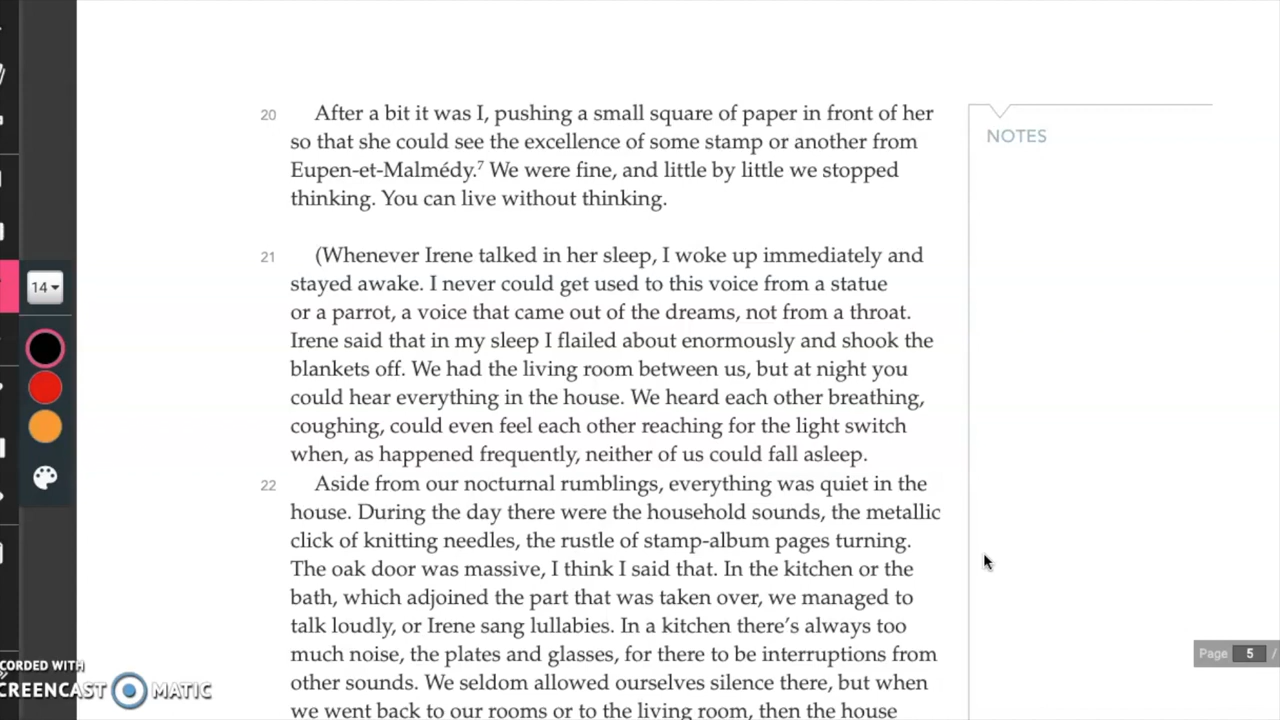 20 After a bit it was I, pushing a small square of paper in front of her
so that she could see the excellence of some stamp or another from
Eupen-et-Malmédy.7 We were fine, and little by little we stopped
thinking. You can live without thinking.
NOTES
21 (Whenever Irene talked in her sleep, I woke up immediately and
stayed awake. I never could get used to this voice from a statue
or a parrot, a voice that came out of the dreams, not from a throat.
Irene said that in my sleep I flailed about enormously and shook the
blankets off. We had the living room between us, but at night you
could hear everything in the house. We heard each other breathing,
coughing, could even feel each other reaching for the light switch
when, as happened frequently, neither of us could fall asleep.
22 Aside from our nocturnal rumblings, everything was quiet in the
house. During the day there were the household sounds, the metallic
click of knitting needles, the rustle of stamp-album pages turning.
The oak door was massive, I think I said that. In the kitchen or the
bath, which adjoined the part that was taken over, we managed to
talk loudly, or Irene sang lullabies. In a kitchen there's always too
much noise, the plates and glasses, for there to be interruptions from
other sounds. We seldom allowed ourselves silence there, but when
we went back to our rooms or to the living room, then the house
14
Page 5 /
CORDED WITH
CREENCAST MATIC